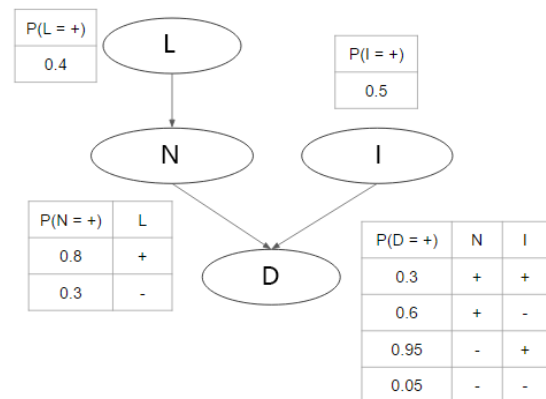 P(L = +)
0.4
L
P(I = +)
0.5
N
I
P(N = +) L
0.8 +
0.3 -
D
P(D = +) N I
0.3 + +
0.6 + -
0.95 - +
0.05 - -